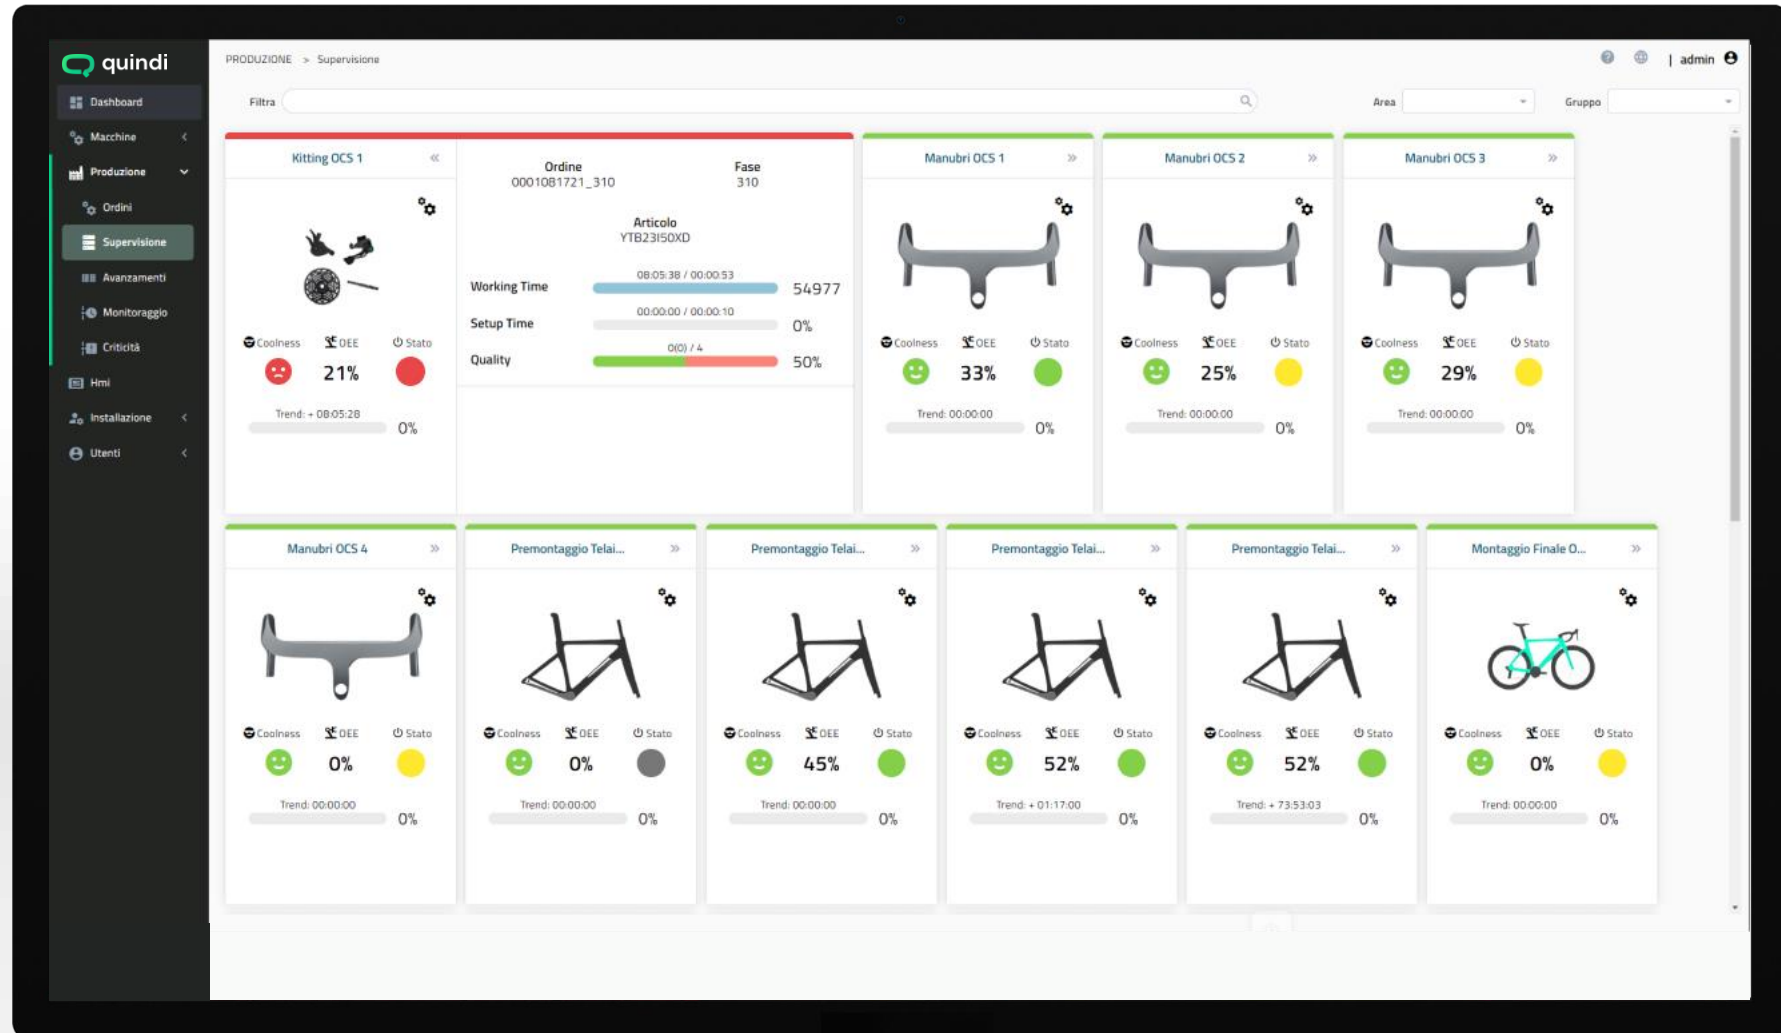 quindi
PRODUZIONE > Supervisione
| admin
Dashboard
Macchine
Produzione
Ordini
Supervisione
Avanzamenti
Monitoraggio
Criticità
Hmi
Installazione
Utenti
Filtra
Area
Gruppo
Kitting OCS 1 «
Coolness OEE Stato
21%
Trend: + 08:05:28
0%
Ordine
0001081721_310
Fase
310
Articolo
YTB23I50XD
Working Time 08:05:38 / 00:00:53 54977
Setup Time 00:00:00 / 00:00:10 0%
Quality 0(0) / 4 50%
Manubri OCS 1 »
Coolness OEE Stato
33%
Trend: 00:00:00
0%
Manubri OCS 2 »
Coolness OEE Stato
25%
Trend: 00:00:00
0%
Manubri OCS 3 »
Coolness OEE Stato
29%
Trend: 00:00:00
0%
Manubri OCS 4 »
Coolness OEE Stato
0%
Trend: 00:00:00
0%
Premontaggio Telai... »
Coolness OEE Stato
0%
Trend: 00:00:00
0%
Premontaggio Telai... »
Coolness OEE Stato
45%
Trend: 00:00:00
0%
Premontaggio Telai... »
Coolness OEE Stato
52%
Trend: + 01:17:00
0%
Premontaggio Telai... »
Coolness OEE Stato
52%
Trend: + 73:53:03
0%
Montaggio Finale O... »
Coolness OEE Stato
0%
Trend: 00:00:00
0%